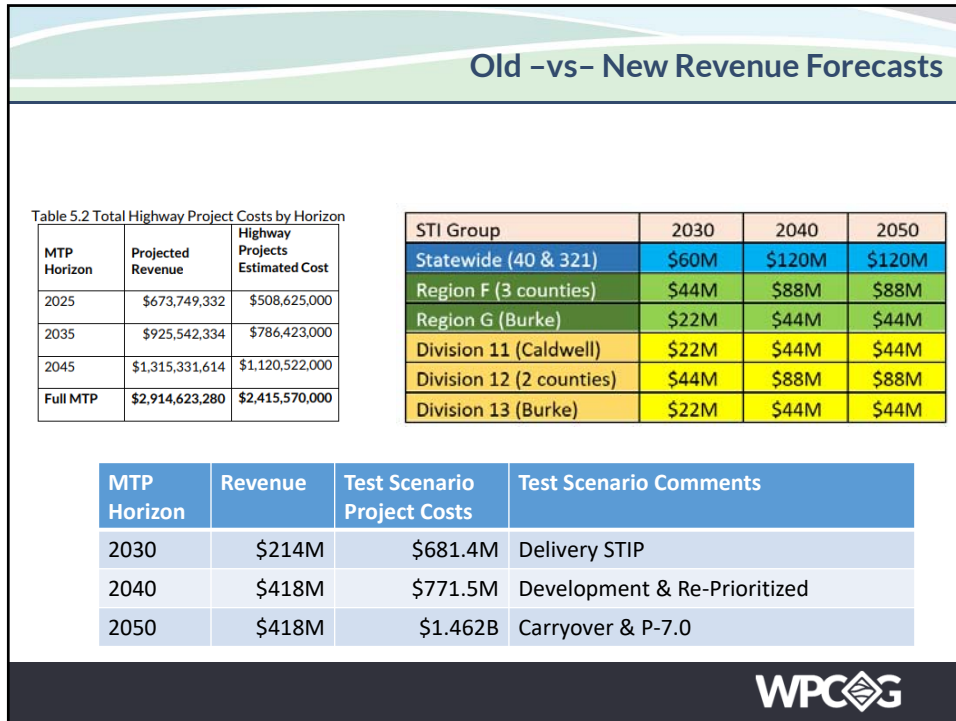 Old –vs– New Revenue Forecasts
Table 5.2 Total Highway Project Costs by Horizon
MTP Horizon Projected Revenue Highway Projects Estimated Cost
2025 $673,749,332 $508,625,000
2035 $925,542,334 $786,423,000
2045 $1,315,331,614 $1,120,522,000
Full MTP $2,914,623,280 $2,415,570,000
STI Group 2030 2040 2050
Statewide (40 & 321) $60M $120M $120M
Region F (3 counties) $44M $88M $88M
Region G (Burke) $22M $44M $44M
Division 11 (Caldwell) $22M $44M $44M
Division 12 (2 counties) $44M $88M $88M
Division 13 (Burke) $22M $44M $44M
MTP Horizon Revenue Test Scenario Project Costs Test Scenario Comments
2030 $214M $681.4M Delivery STIP
2040 $418M $771.5M Development & Re-Prioritized
2050 $418M $1.462B Carryover & P-7.0
WPCOG